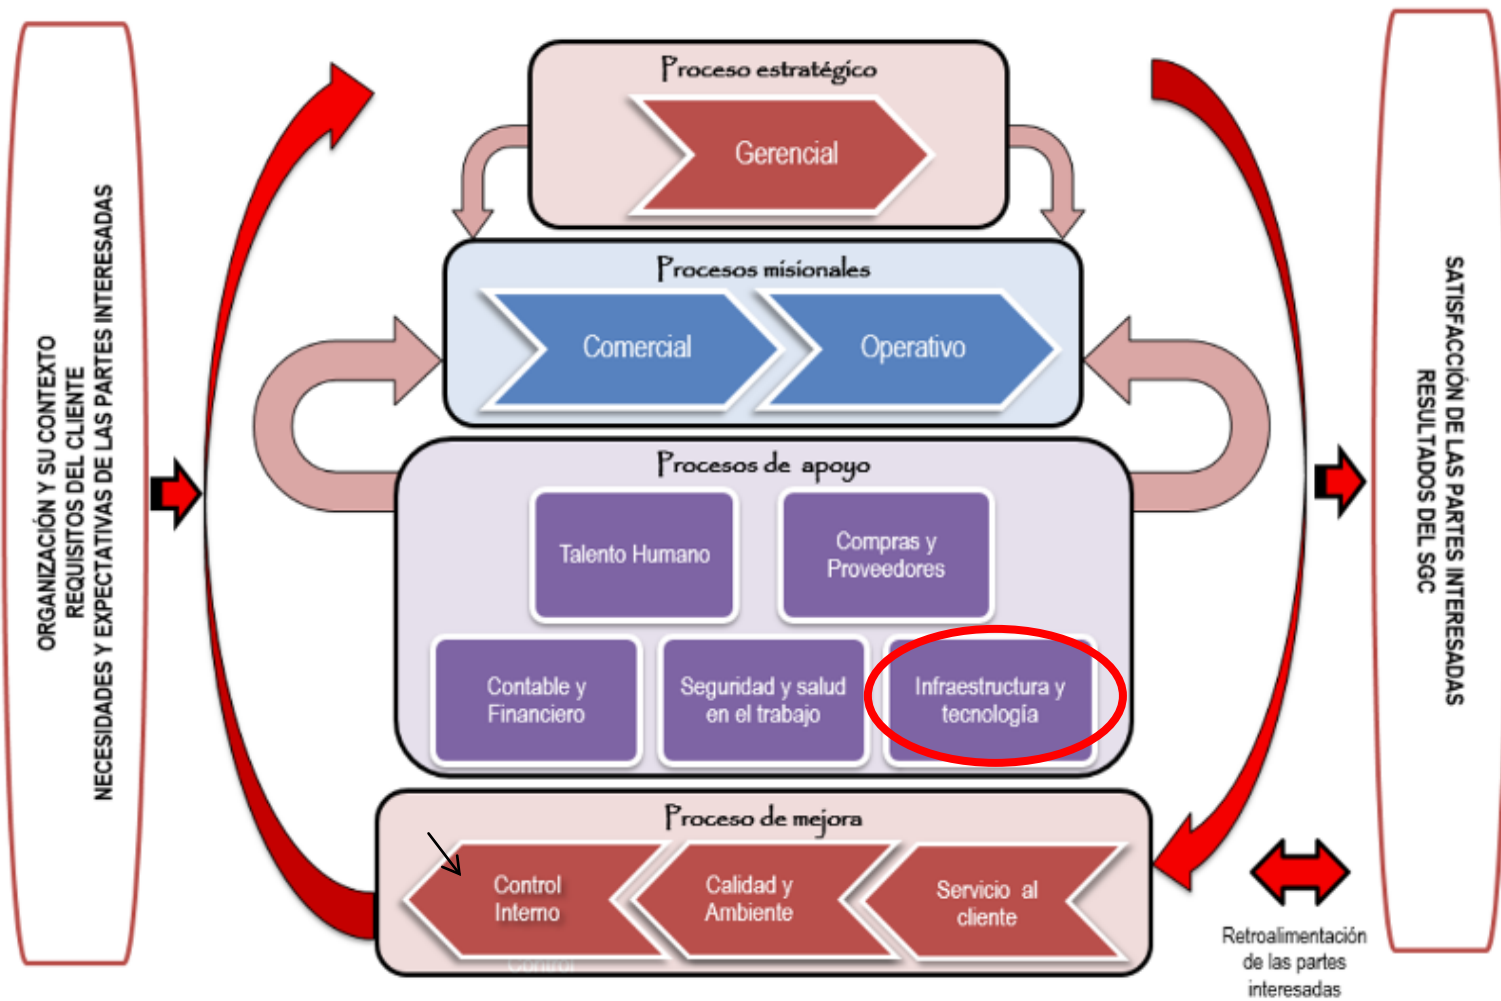 ORGANIZACIÓN Y SU CONTEXTO
REQUISITOS DEL CLIENTE
NECESIDADES Y EXPECTATIVAS DE LAS PARTES INTERESADAS
Proceso estratégico
Gerencial
Procesos misionales
Comercial
Operativo
Procesos de apoyo
Talento Humano
Compras y
Proveedores
Contable y
Financiero
Seguridad y salud
en el trabajo
Infraestructura y
tecnología
Proceso de mejora
Control
Interno
Calidad y
Ambiente
Servicio al
cliente
Control
SATISFACCIÓN DE LAS PARTES INTERESADAS
RESULTADOS DEL SGC
Retroalimentación
de las partes
interesadas